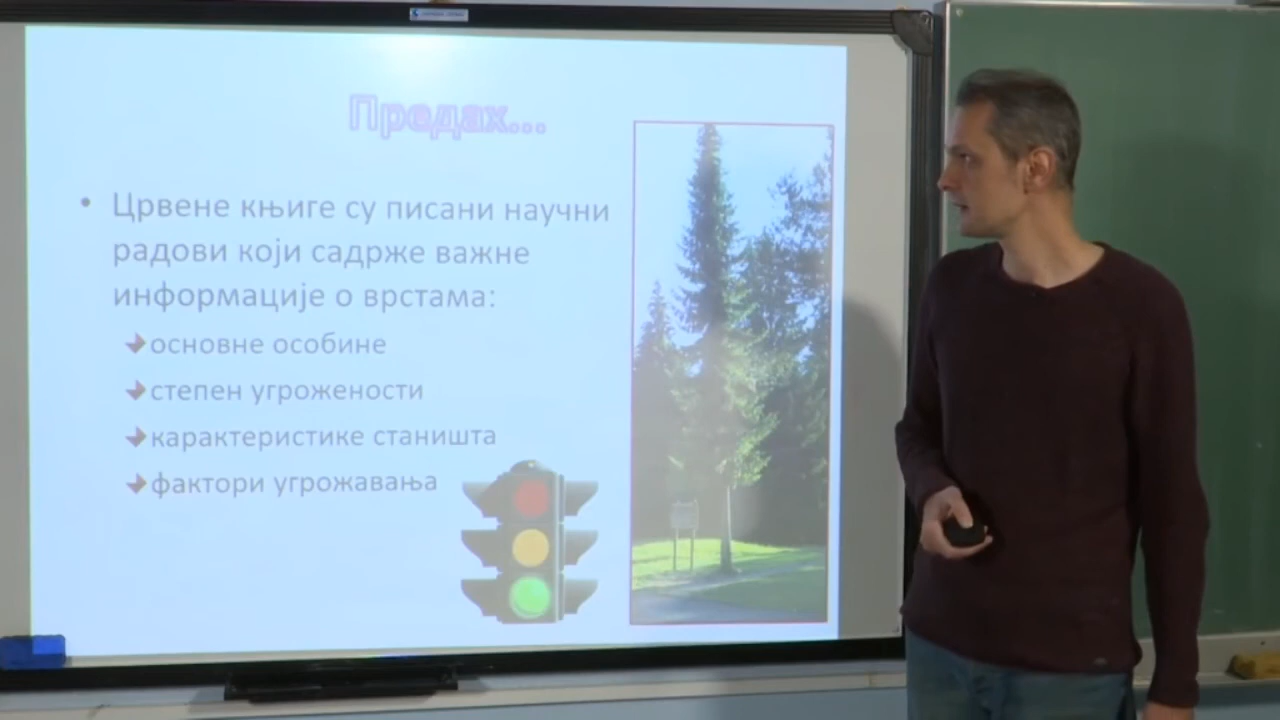 Предах...
• Црвене књиге су писани научни
радови који садрже важне
информације о врстама:
основне особине
степен угрожености
карактеристике станишта
фактори угрожавања